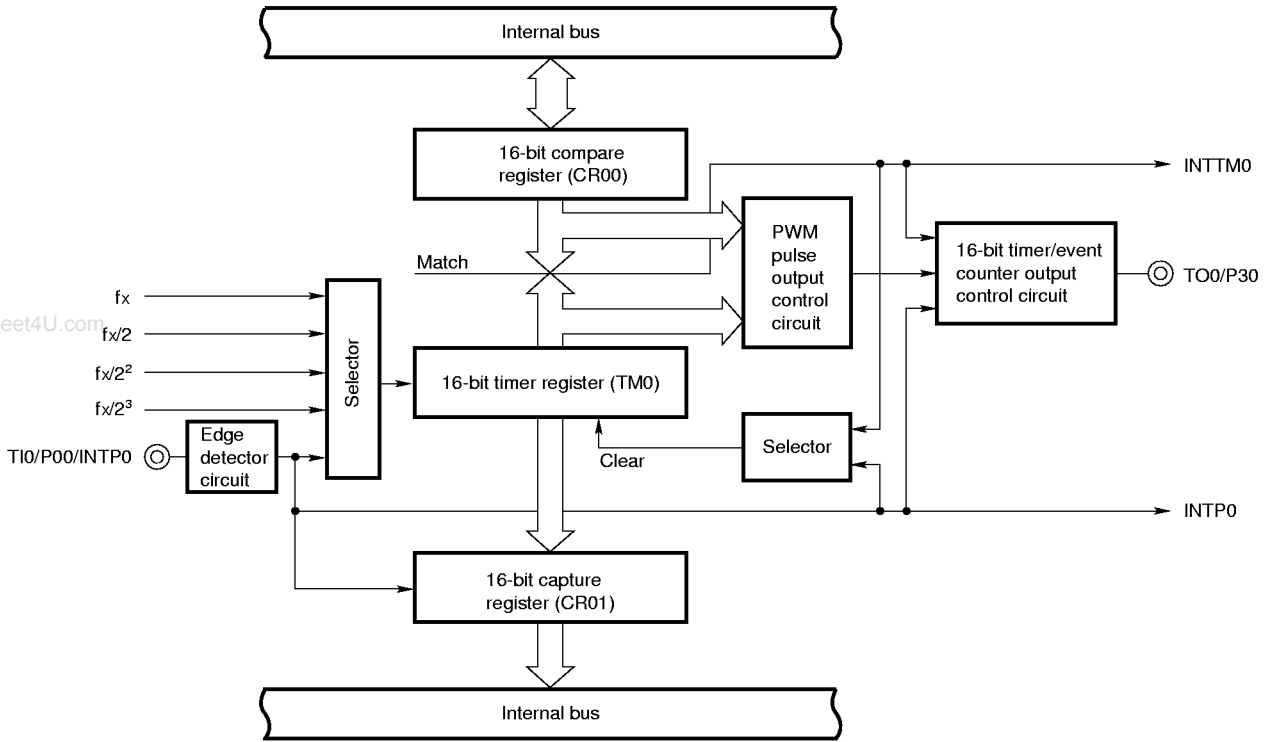 Internal bus
16-bit compare
register (CR00)
INTTM0
PWM
pulse
output
control
circuit
16-bit timer/event
counter output
control circuit
TO0/P30
Match
fx
fx/2
fx/2²
fx/2³
eet4U.com
Selector
16-bit timer register (TM0)
TI0/P00/INTP0
Edge
detector
circuit
Clear
Selector
INTP0
16-bit capture
register (CR01)
Internal bus